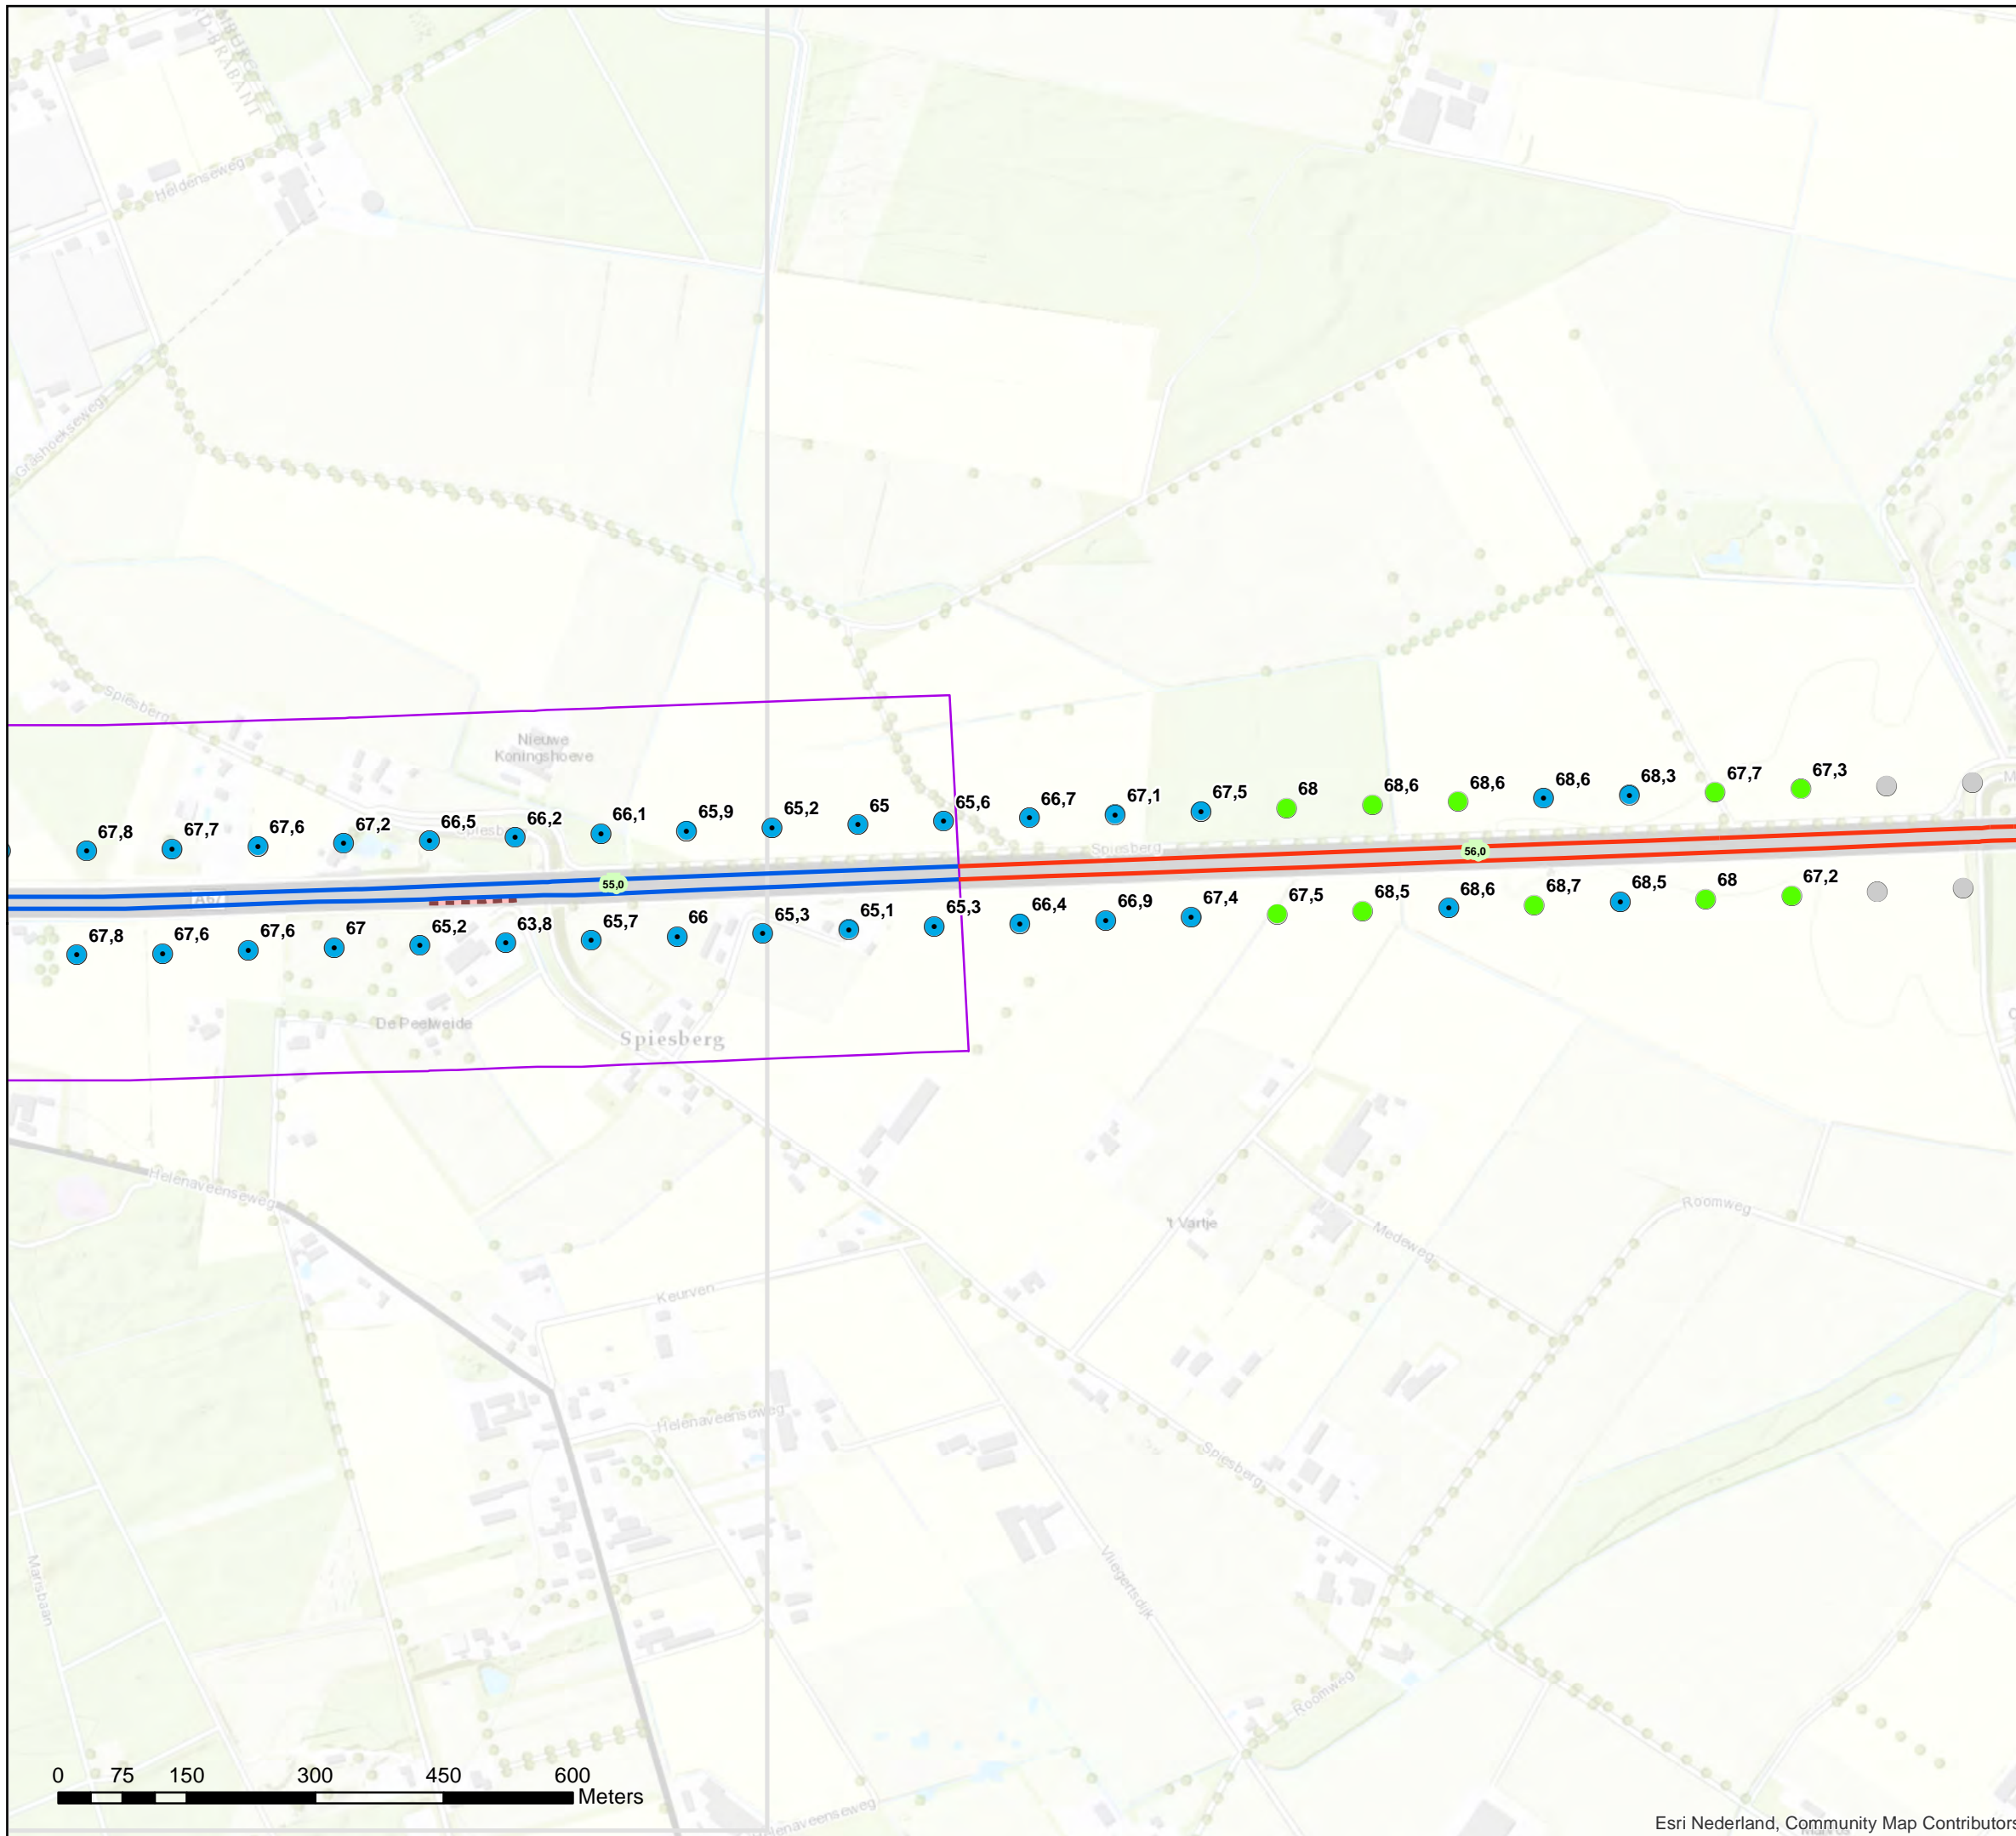 RD-BRABANT
Heldenseweg
Grashoekseweg
Spiesberg
Nieuwe
Koningshoeve
Spiesberg
67,8
67,7
67,6
67,2
66,5
66,2
66,1
65,9
65,2
65
65,6
66,7
67,1
67,5
68
68,6
68,6
68,6
68,3
67,7
67,3
Spiesberg
56,0
55,0
A67
67,8
67,6
67,6
67
65,2
63,8
65,7
66
65,3
65,1
65,3
66,4
66,9
67,4
67,5
68,5
68,6
68,7
68,5
68
67,2
De Peelweide
Spiesberg
Helenaveenseweg
't Vartje
Medeweg
Roomweg
Keurven
Helenaveenseweg
Spiesberg
Vliegertsdijk
Marisbaan
Roomweg
0 75 150 300 450 600
Meters
Helenaveenseweg
Esri Nederland, Community Map Contributors